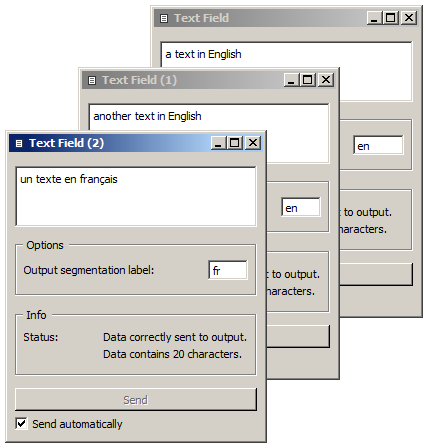 Text Field
a text in English
en
t to output.
haracters.
Text Field (1)
another text in English
en
t to output.
haracters.
Text Field (2)
un texte en français
Options
Output segmentation label: fr
Info
Status: Data correctly sent to output.
Data contains 20 characters.
Send
Send automatically